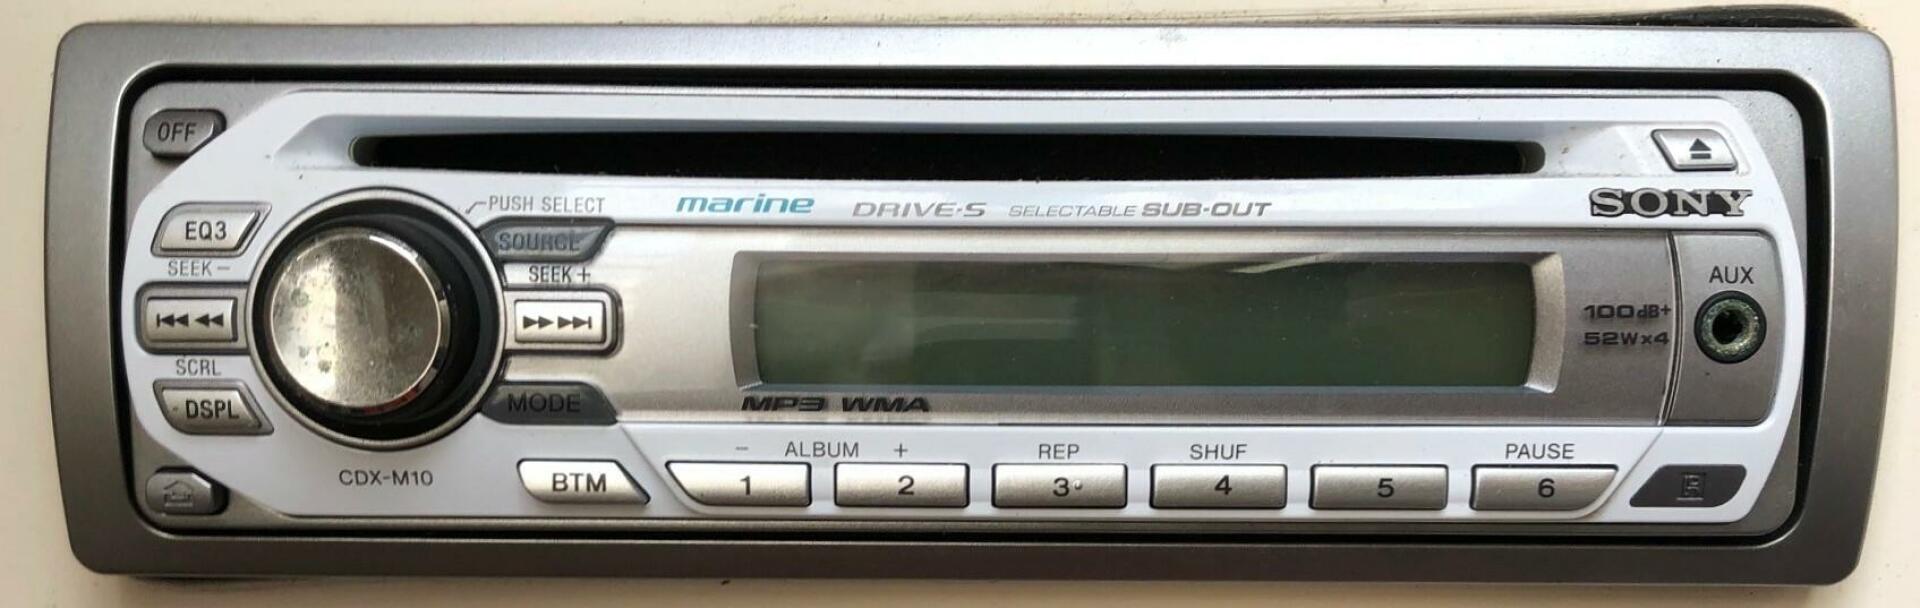 OFF
SONY
PUSH SELECT
marine DRIVE-S SELECTABLE SUB-OUT
EQ3
SOURCE
SEEK -
SEEK +
AUX
100dB+
52W×4
SCRL
DSPL
MODE
MP3 WMA
- ALBUM +
REP
SHUF
PAUSE
CDX-M10
BTM
1
2
3
4
5
6